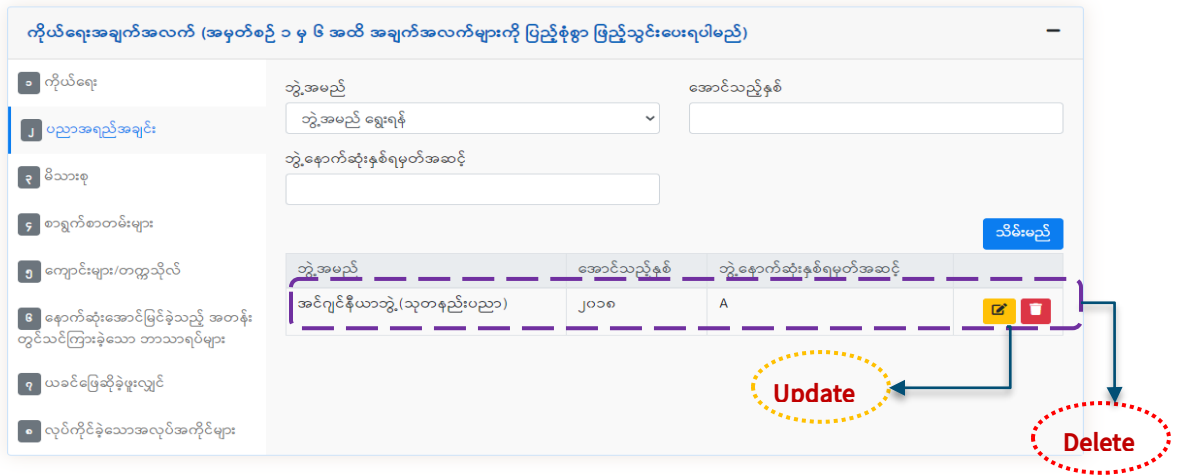 ကိုယ်ရေးအချက်အလက် (အမှတ်စဉ် ၁ မှ ၆ အထိ အချက်အလက်များကို ပြည့်စုံစွာ ဖြည့်သွင်းပေးရပါမည်)
၁ ကိုယ်ရေး
၂ ပညာအရည်အချင်း
၃ မိသားစု
၄ စာရွက်စာတမ်းများ
၅ ကျောင်းများ/တက္ကသိုလ်
၆ နောက်ဆုံးအောင်မြင်ခဲ့သည့် အတန်း
တွင်သင်ကြားခဲ့သော ဘာသာရပ်များ
၇ ယခင်ဖြေဆိုခဲ့ဖူးလျှင်
၈ လုပ်ကိုင်ခဲ့သောအလုပ်အကိုင်များ
ဘွဲ့အမည် အောင်သည့်နှစ်
ဘွဲ့အမည် ရွေးရန်
ဘွဲ့နောက်ဆုံးနှစ်ရမှတ်အဆင့်
သိမ်းမည်
ဘွဲ့အမည် အောင်သည့်နှစ် ဘွဲ့နောက်ဆုံးနှစ်ရမှတ်အဆင့်
အင်ဂျင်နီယာဘွဲ့(သုတနည်းပညာ) ၂၀၁၈ A
Update
Delete